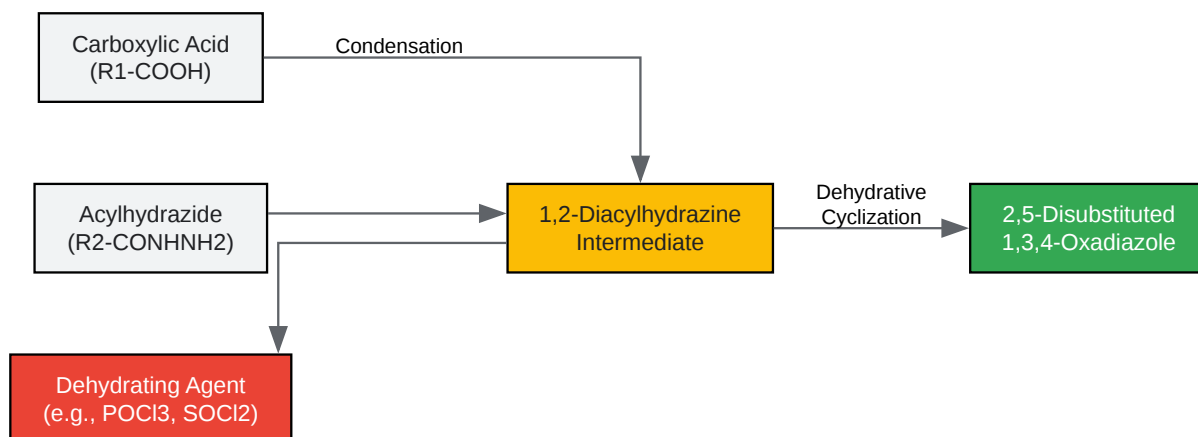 Carboxylic Acid
(R1-COOH)
Condensation
Acylhydrazide
(R2-CONHNH2)
1,2-Diacylhydrazine
Intermediate
Dehydrative
Cyclization
2,5-Disubstituted
1,3,4-Oxadiazole
Dehydrating Agent
(e.g., POCl3, SOCl2)